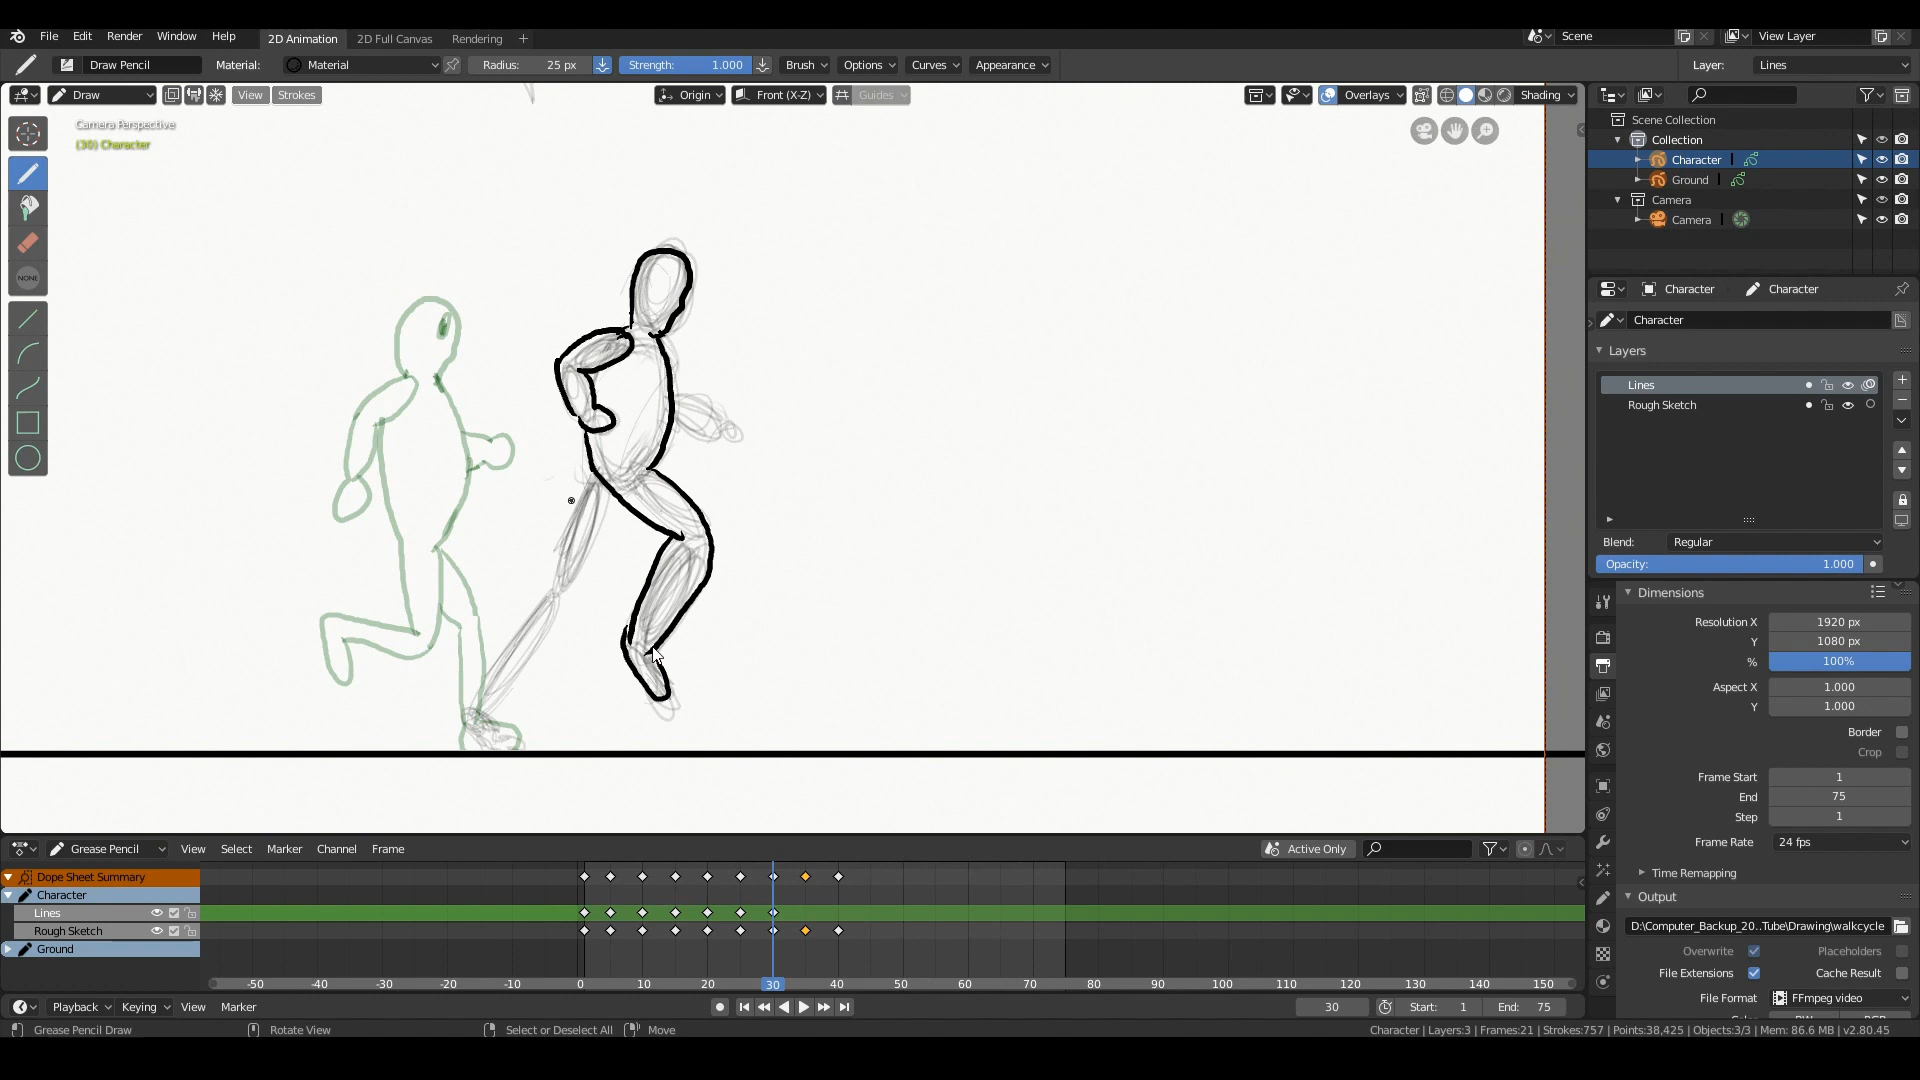 File Edit Render Window Help 2D Animation 2D Full Canvas Rendering + Scene View Layer
Draw Pencil Material: Material Radius: 25 px Strength: 1.000 Brush Options Curves Appearance Layer: Lines
Draw View Strokes Origin Front (X-Z) Guides Overlays Shading
Camera Perspective
(30) Character
NONE
Scene Collection
Collection
Character
Ground
Camera
Camera
Character Character
Character
Layers
Lines
Rough Sketch
Blend: Regular
Opacity: 1.000
Dimensions
Resolution X 1920 px
Y 1080 px
% 100%
Aspect X 1.000
Y 1.000
Border
Crop
Frame Start 1
End 75
Step 1
Frame Rate 24 fps
Time Remapping
Output
D:\Computer_Backup_20..Tube\Drawing\walkcycle
Overwrite Placeholders
File Extensions Cache Result
File Format FFmpeg video
Grease Pencil View Select Marker Channel Frame Active Only
Dope Sheet Summary
Character
Lines
Rough Sketch
Ground
-50 -40 -30 -20 -10 0 10 20 30 40 50 60 70 80 90 100 110 120 130 140 150
Playback Keying View Marker 30 Start: 1 End: 75
Grease Pencil Draw Rotate View Select or Deselect All Move Character | Layers:3 | Frames:21 | Strokes:757 | Points:38,425 | Objects:3/3 | Mem: 86.6 MB | v2.80.45